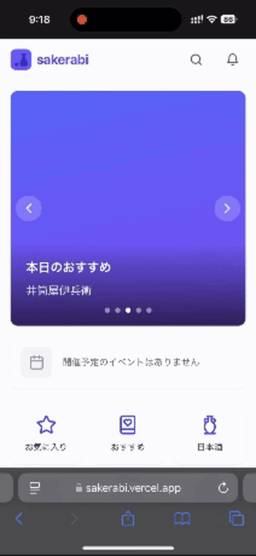 9:18
86
sakerabi
本日のおすすめ
井筒屋伊兵衛
開催予定のイベントはありません
お気に入り
おすすめ
日本酒
sakerabi.vercel.app